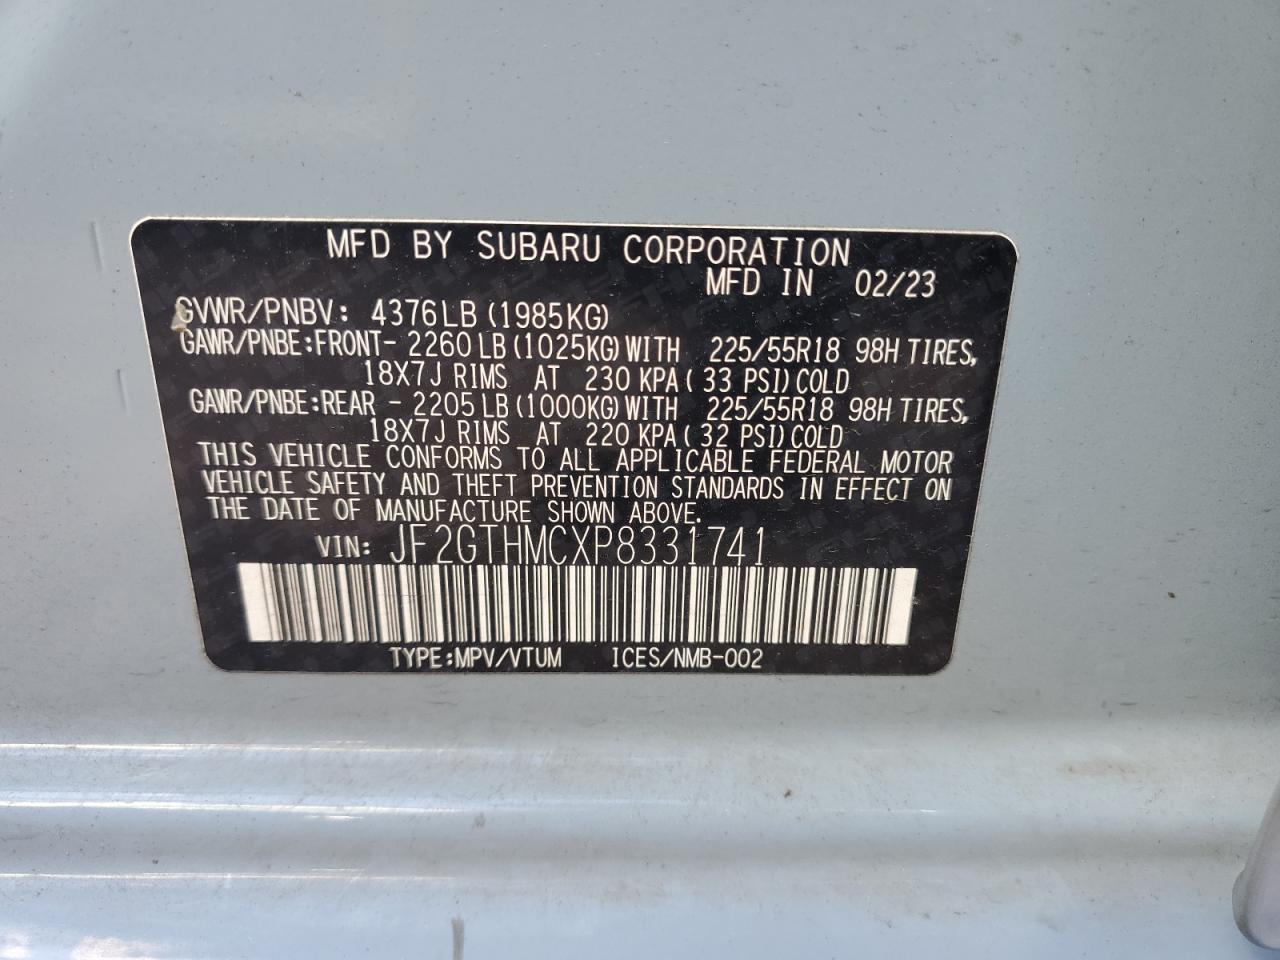 MFD BY SUBARU CORPORATION
MFD IN 02/23
GVWR/PNBV: 4376LB (1985KG)
GAWR/PNBE:FRONT- 2260LB (1025KG) WITH 225/55R18 98H TIRES,
18X7J RIMS AT 230 KPA( 33 PSI) COLD
GAWR/PNBE:REAR - 2205LB (1000KG) WITH 225/55R18 98H TIRES,
18X7J RIMS AT 220 KPA( 32 PSI) COLD
THIS VEHICLE CONFORMS TO ALL APPLICABLE FEDERAL MOTOR
VEHICLE SAFETY AND THEFT PREVENTION STANDARDS IN EFFECT ON
THE DATE OF MANUFACTURE SHOWN ABOVE.
VIN: JF2GTHMCXP8331741
TYPE:MPV/VTUM ICES/NMB-002